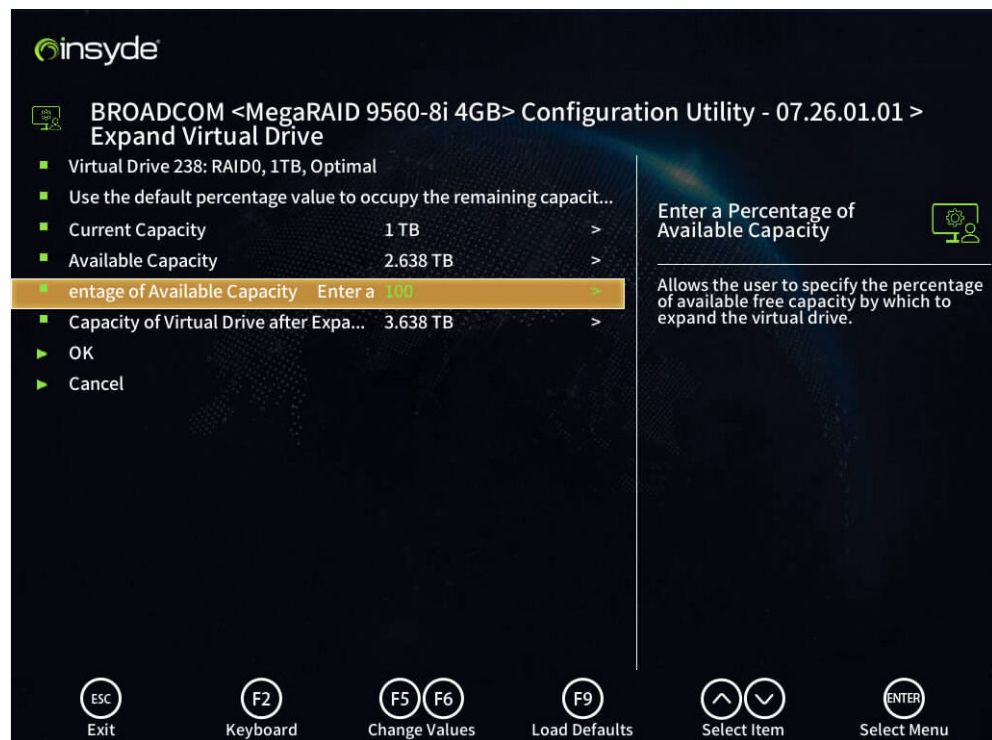 insyde
BROADCOM <MegaRAID 9560-8i 4GB> Configuration Utility - 07.26.01.01 >
Expand Virtual Drive
Virtual Drive 238: RAID0, 1TB, Optimal
Use the default percentage value to occupy the remaining capacit...
Current Capacity 1 TB >
Available Capacity 2.638 TB >
entage of Available Capacity Enter a 100 >
Capacity of Virtual Drive after Expa... 3.638 TB >
OK
Cancel
Enter a Percentage of
Available Capacity
Allows the user to specify the percentage
of available free capacity by which to
expand the virtual drive.
ESC F2 F5 F6 F9 ENTER
Exit Keyboard Change Values Load Defaults Select Item Select Menu